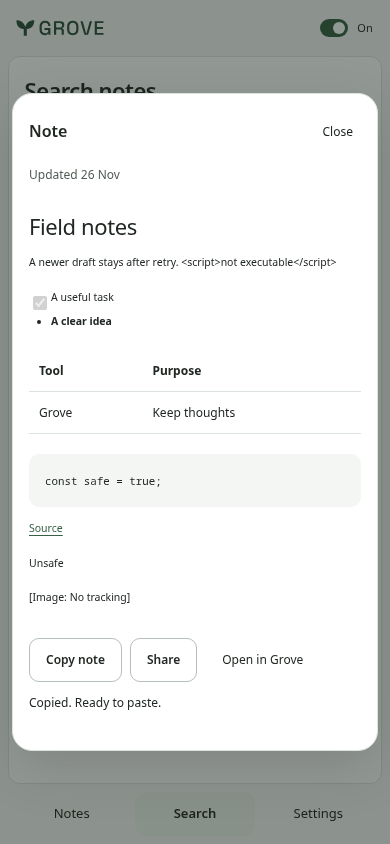 GROVE
On
Search notes
Note
Close
Updated 26 Nov
Field notes
A newer draft stays after retry. <script>not executable</script>
A useful task
A clear idea
Tool Purpose
Grove Keep thoughts
const safe = true;
Source
Unsafe
[Image: No tracking]
Copy note
Share
Open in Grove
Copied. Ready to paste.
Notes
Search
Settings